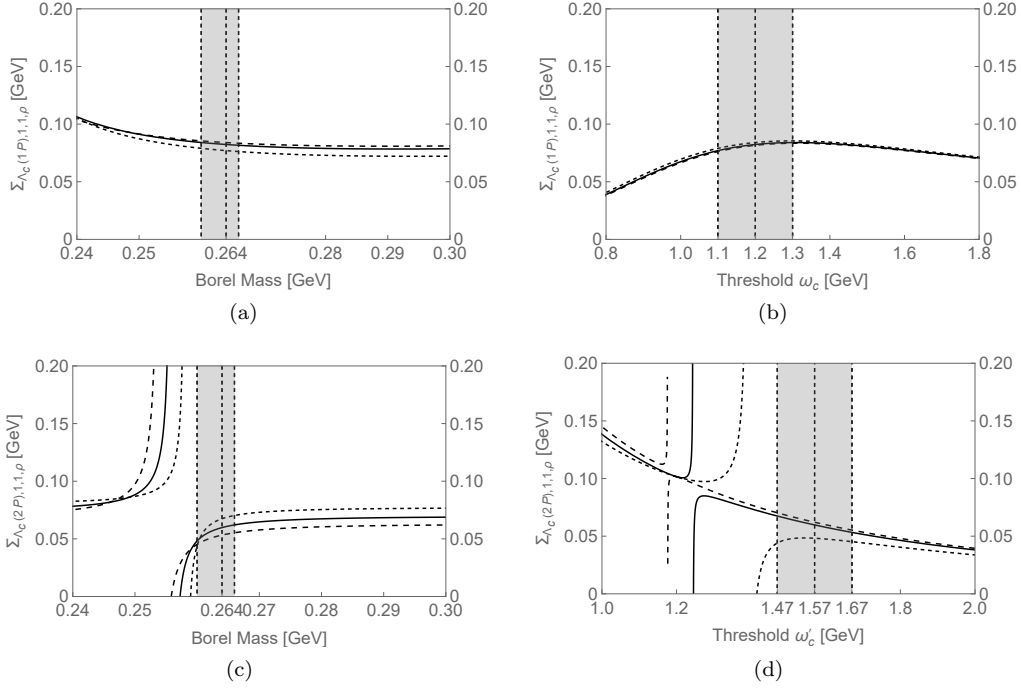 0.20 0.20 0.20 0.20
0.15 0.15 0.15 0.15
0.10 0.10 0.10 0.10
0.05 0.05 0.05 0.05
0 0 0 0
Σ_{Λ_c(1P),1,1,ρ} [GeV]
0.24 0.25 0.264 0.28 0.29 0.30
Borel Mass [GeV]
(a)
Σ_{Λ_c(1P),1,1,ρ} [GeV]
0.8 1.0 1.1 1.2 1.3 1.4 1.6 1.8
Threshold ω_c [GeV]
(b)
0.20 0.20 0.20 0.20
0.15 0.15 0.15 0.15
0.10 0.10 0.10 0.10
0.05 0.05 0.05 0.05
0 0 0 0
Σ_{Λ_c(2P),1,1,ρ} [GeV]
0.24 0.25 0.264 0.27 0.28 0.29 0.30
Borel Mass [GeV]
(c)
Σ_{Λ_c(2P),1,1,ρ} [GeV]
1.0 1.2 1.47 1.57 1.67 1.8 2.0
Threshold ω′_c [GeV]
(d)